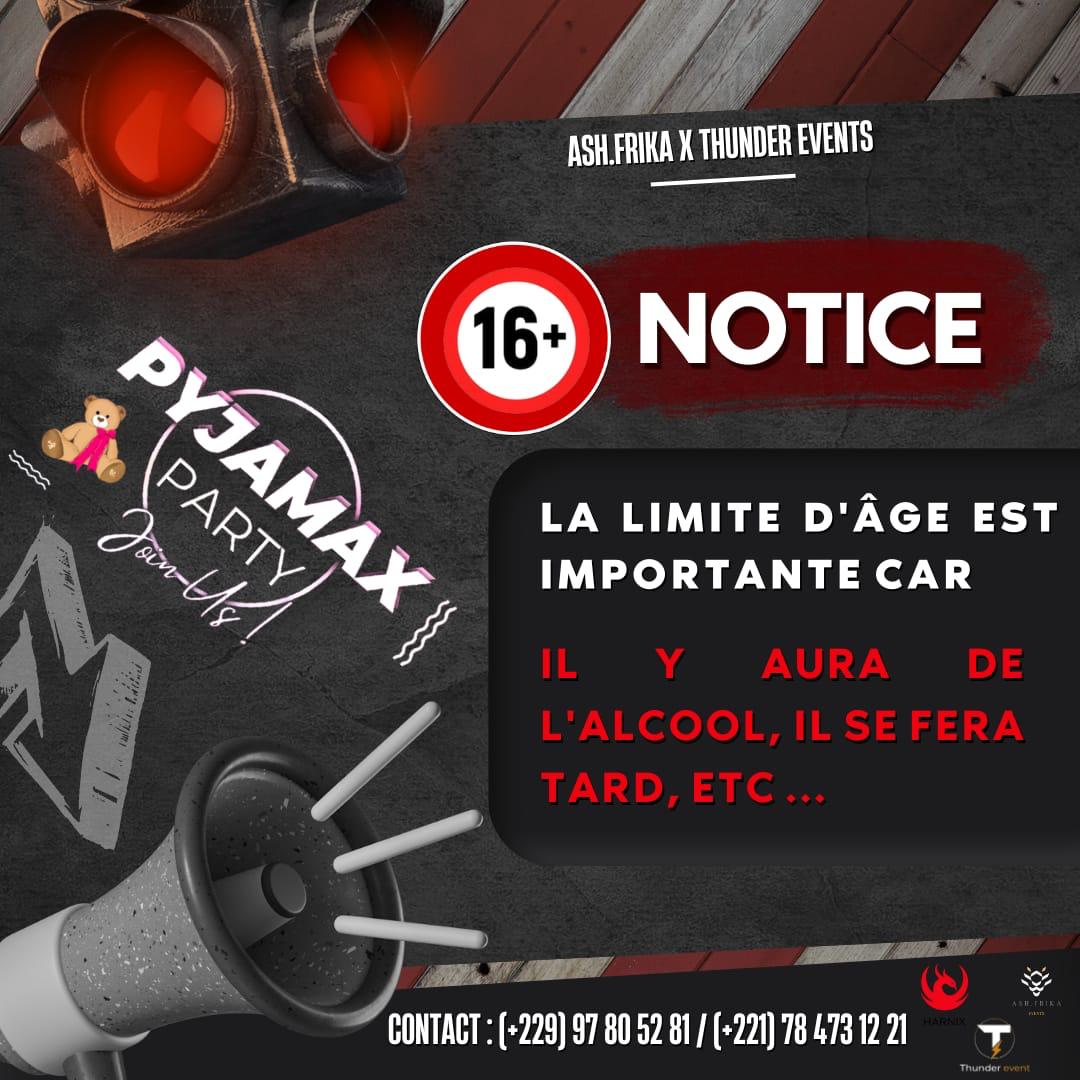 ASH.FRIKA X THUNDER EVENTS
16+
NOTICE
PYJAMAX
PARTY
Join Us!
LA LIMITE D'ÂGE EST
IMPORTANTE CAR
IL Y AURA DE
L'ALCOOL, IL SE FERA
TARD, ETC ...
CONTACT : (+229) 97 80 52 81 / (+221) 78 473 12 21
HARNIX
ASH.FRIKA
EVENTS
T
Thunder event